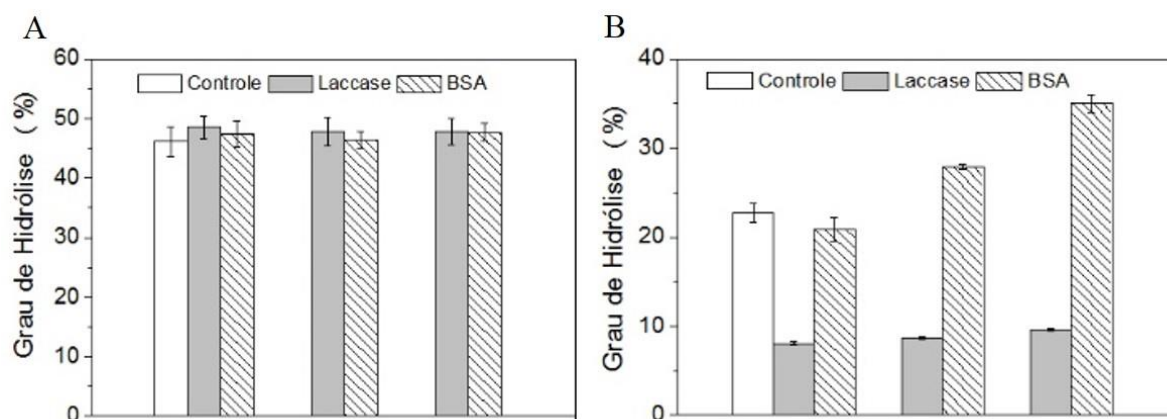 A
60
50
40
30
20
10
0
Grau de Hidrólise (%)
Controle Laccase BSA
B
40
30
20
10
0
Grau de Hidrólise (%)
Controle Laccase BSA